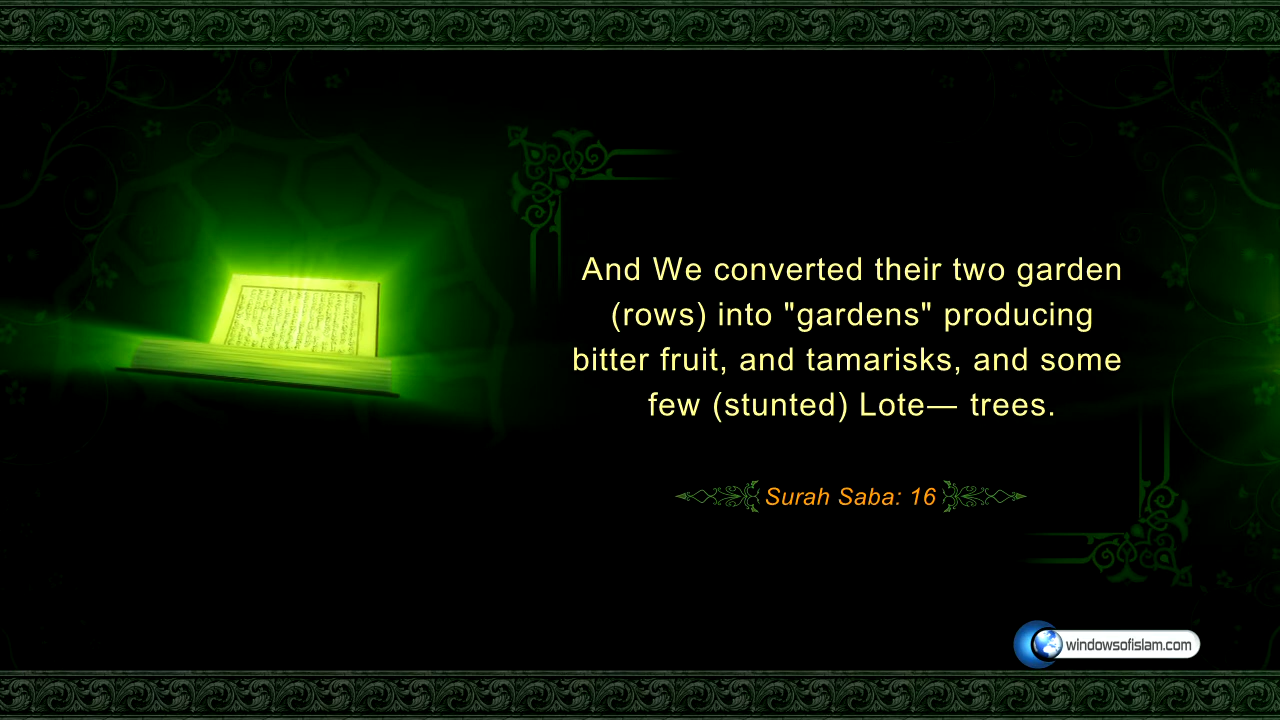 And We converted their two garden
(rows) into "gardens" producing
bitter fruit, and tamarisks, and some
few (stunted) Lote— trees.
Surah Saba: 16
windowsofislam.com